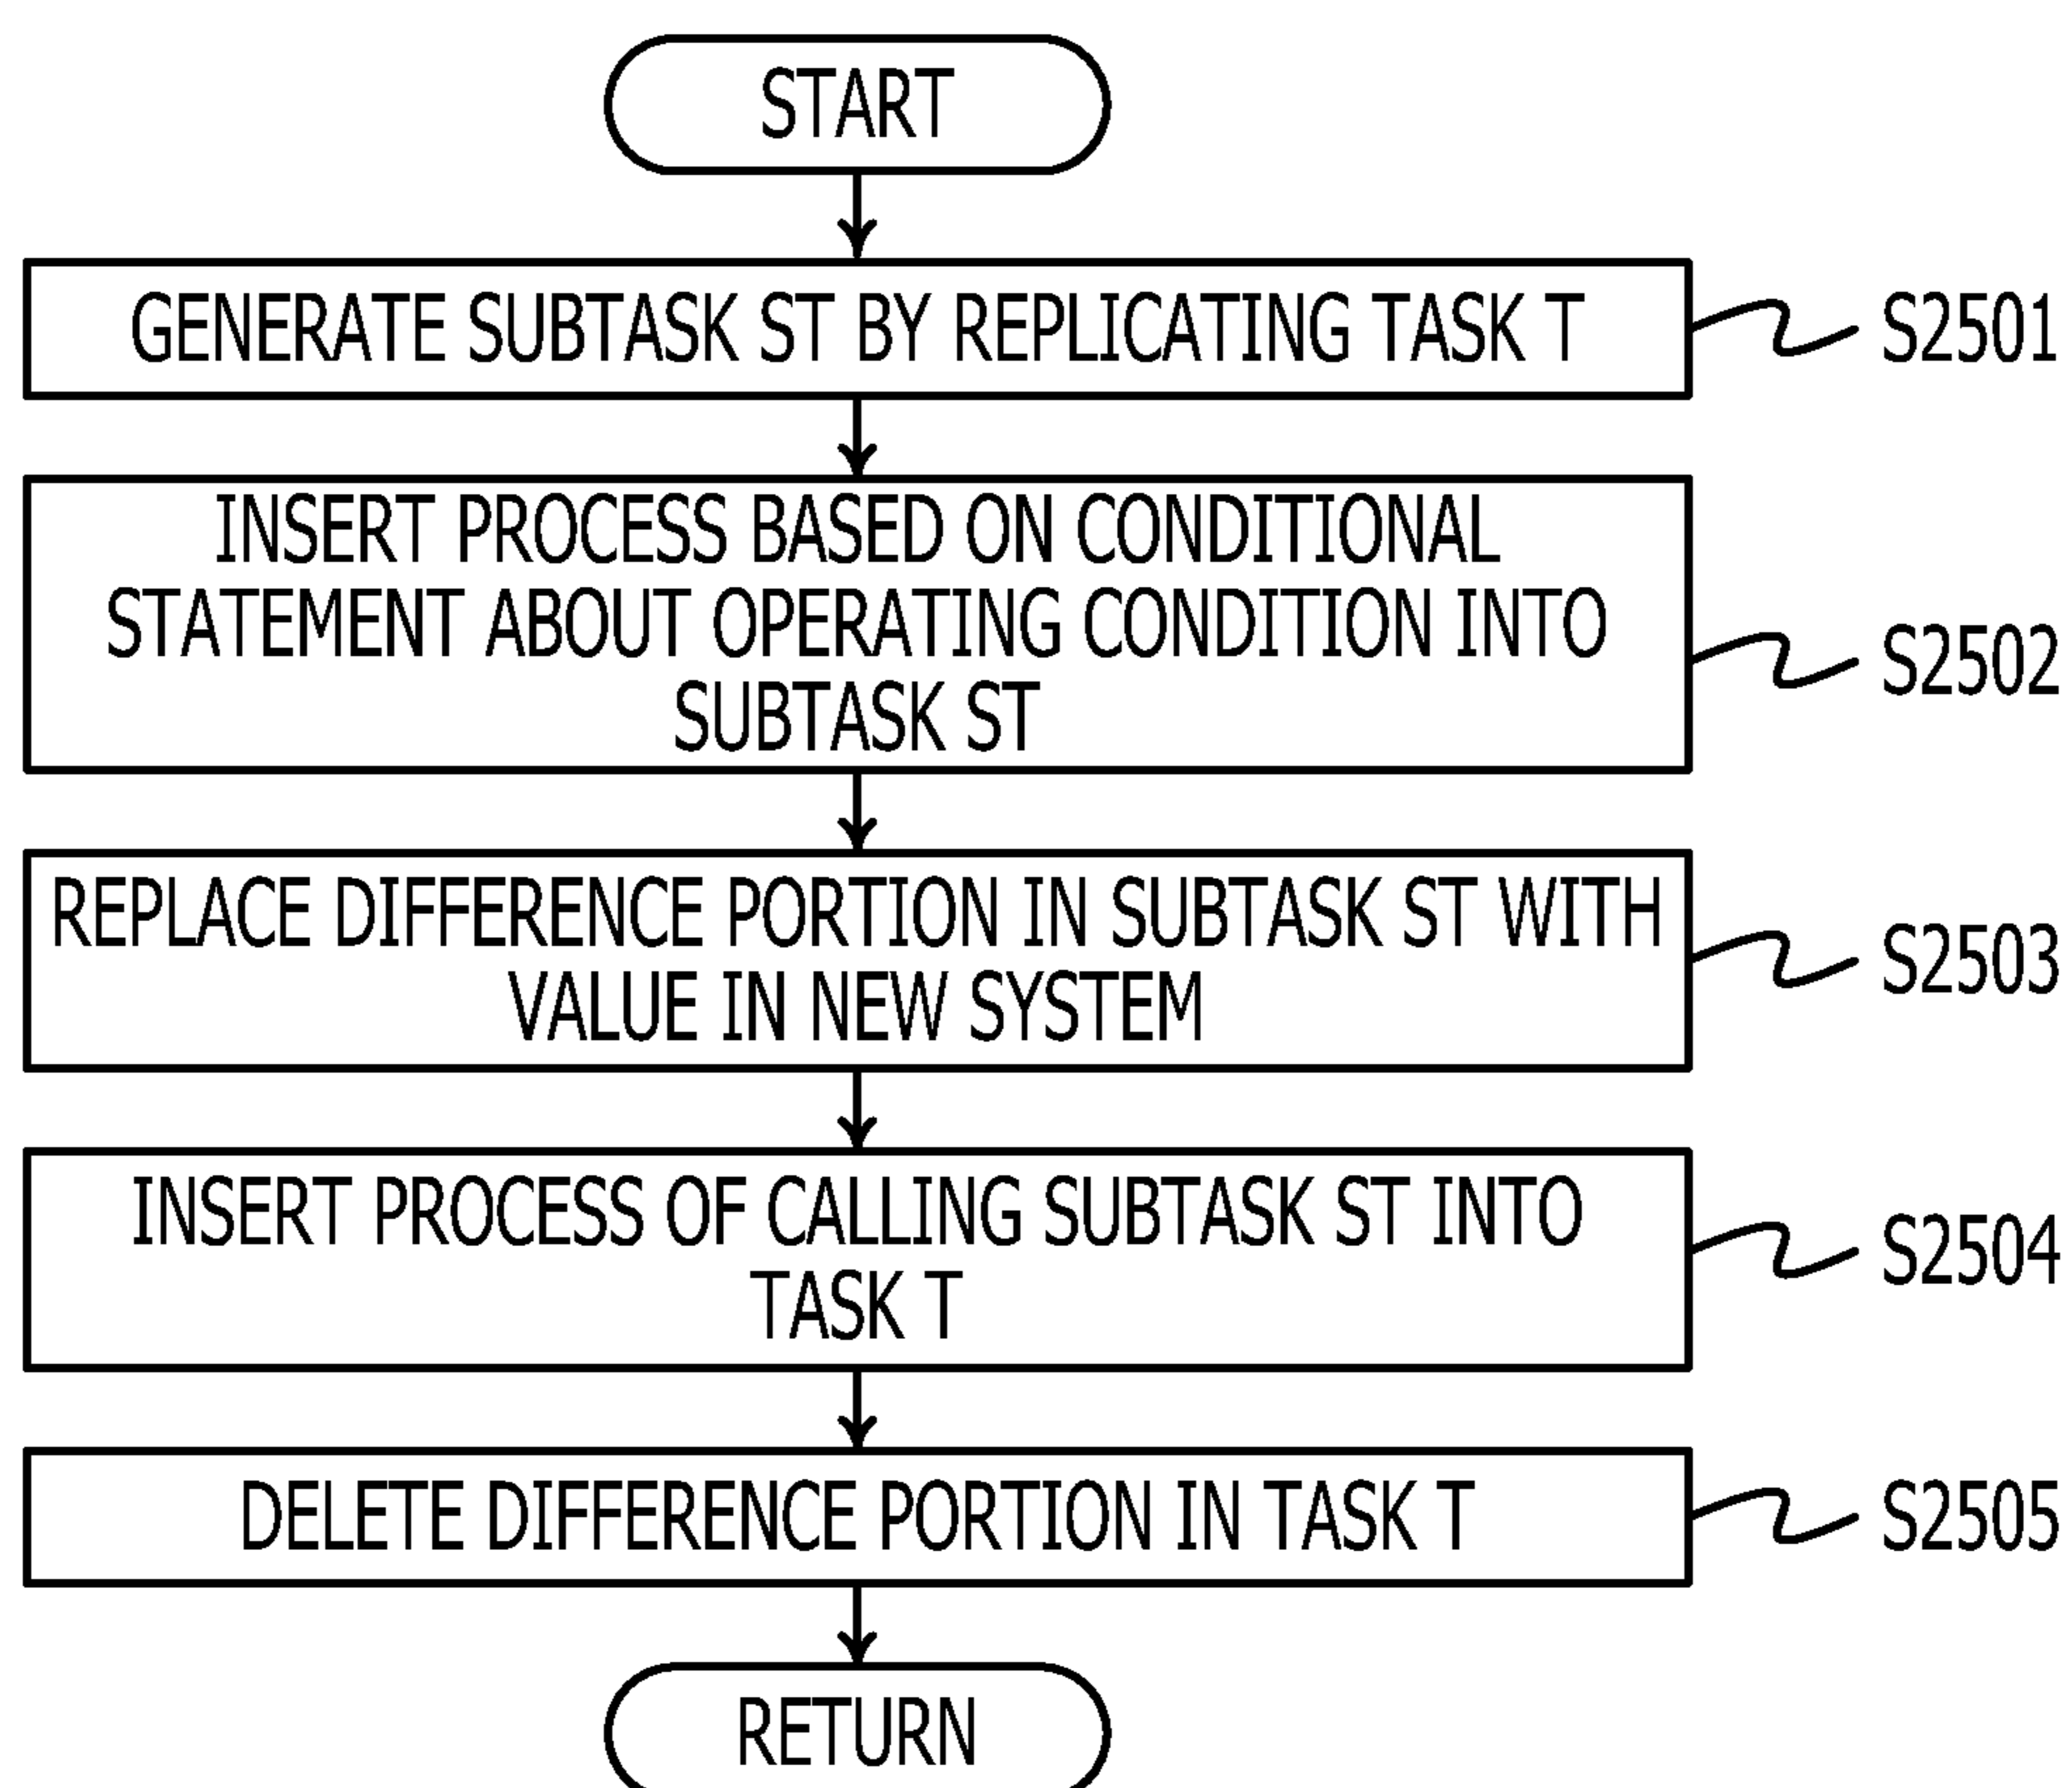 START
GENERATE SUBTASK ST BY REPLICATING TASK T
S2501
INSERT PROCESS BASED ON CONDITIONAL
STATEMENT ABOUT OPERATING CONDITION INTO
SUBTASK ST
S2502
REPLACE DIFFERENCE PORTION IN SUBTASK ST WITH
VALUE IN NEW SYSTEM
S2503
INSERT PROCESS OF CALLING SUBTASK ST INTO
TASK T
S2504
DELETE DIFFERENCE PORTION IN TASK T
S2505
RETURN